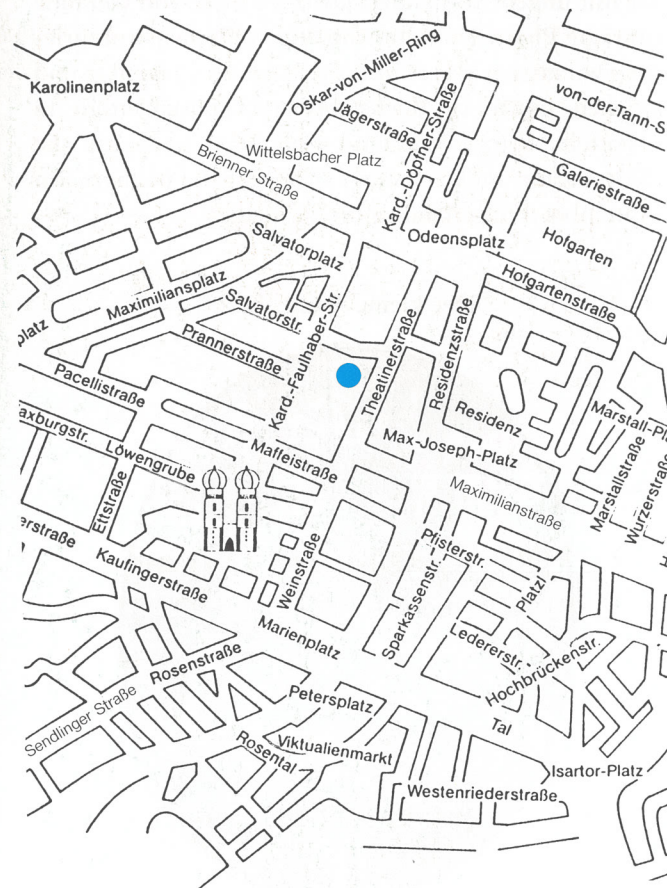 Karolinenplatz
Oskar-von-Miller-Ring
von-der-Tann-S
Jägerstraße
Kard.-Döpfner-Straße
Wittelsbacher Platz
Brienner Straße
Galeriestraße
Salvatorplatz
Odeonsplatz
Hofgarten
Maximiliansplatz
Salvatorstr.
Hofgartenstraße
platz
Prannerstraße
Kard.-Faulhaber-Str.
Theatinerstraße
Residenzstraße
Pacellistraße
Residenz
Marstall-Pl
axburgstr.
Löwengrube
Maffeistraße
Max-Joseph-Platz
Maximilianstraße
Marstallstraße
Wurzerstraße
Ettstraße
erstraße
Kaufingerstraße
Weinstraße
Pfisterstr.
Sparkassenstr.
Platzl
Marienplatz
Ledererstr.
Hochbrückenstr.
Rosenstraße
Sendlinger Straße
Petersplatz
Tal
Rosental
Viktualienmarkt
Isartor-Platz
Westenriederstraße